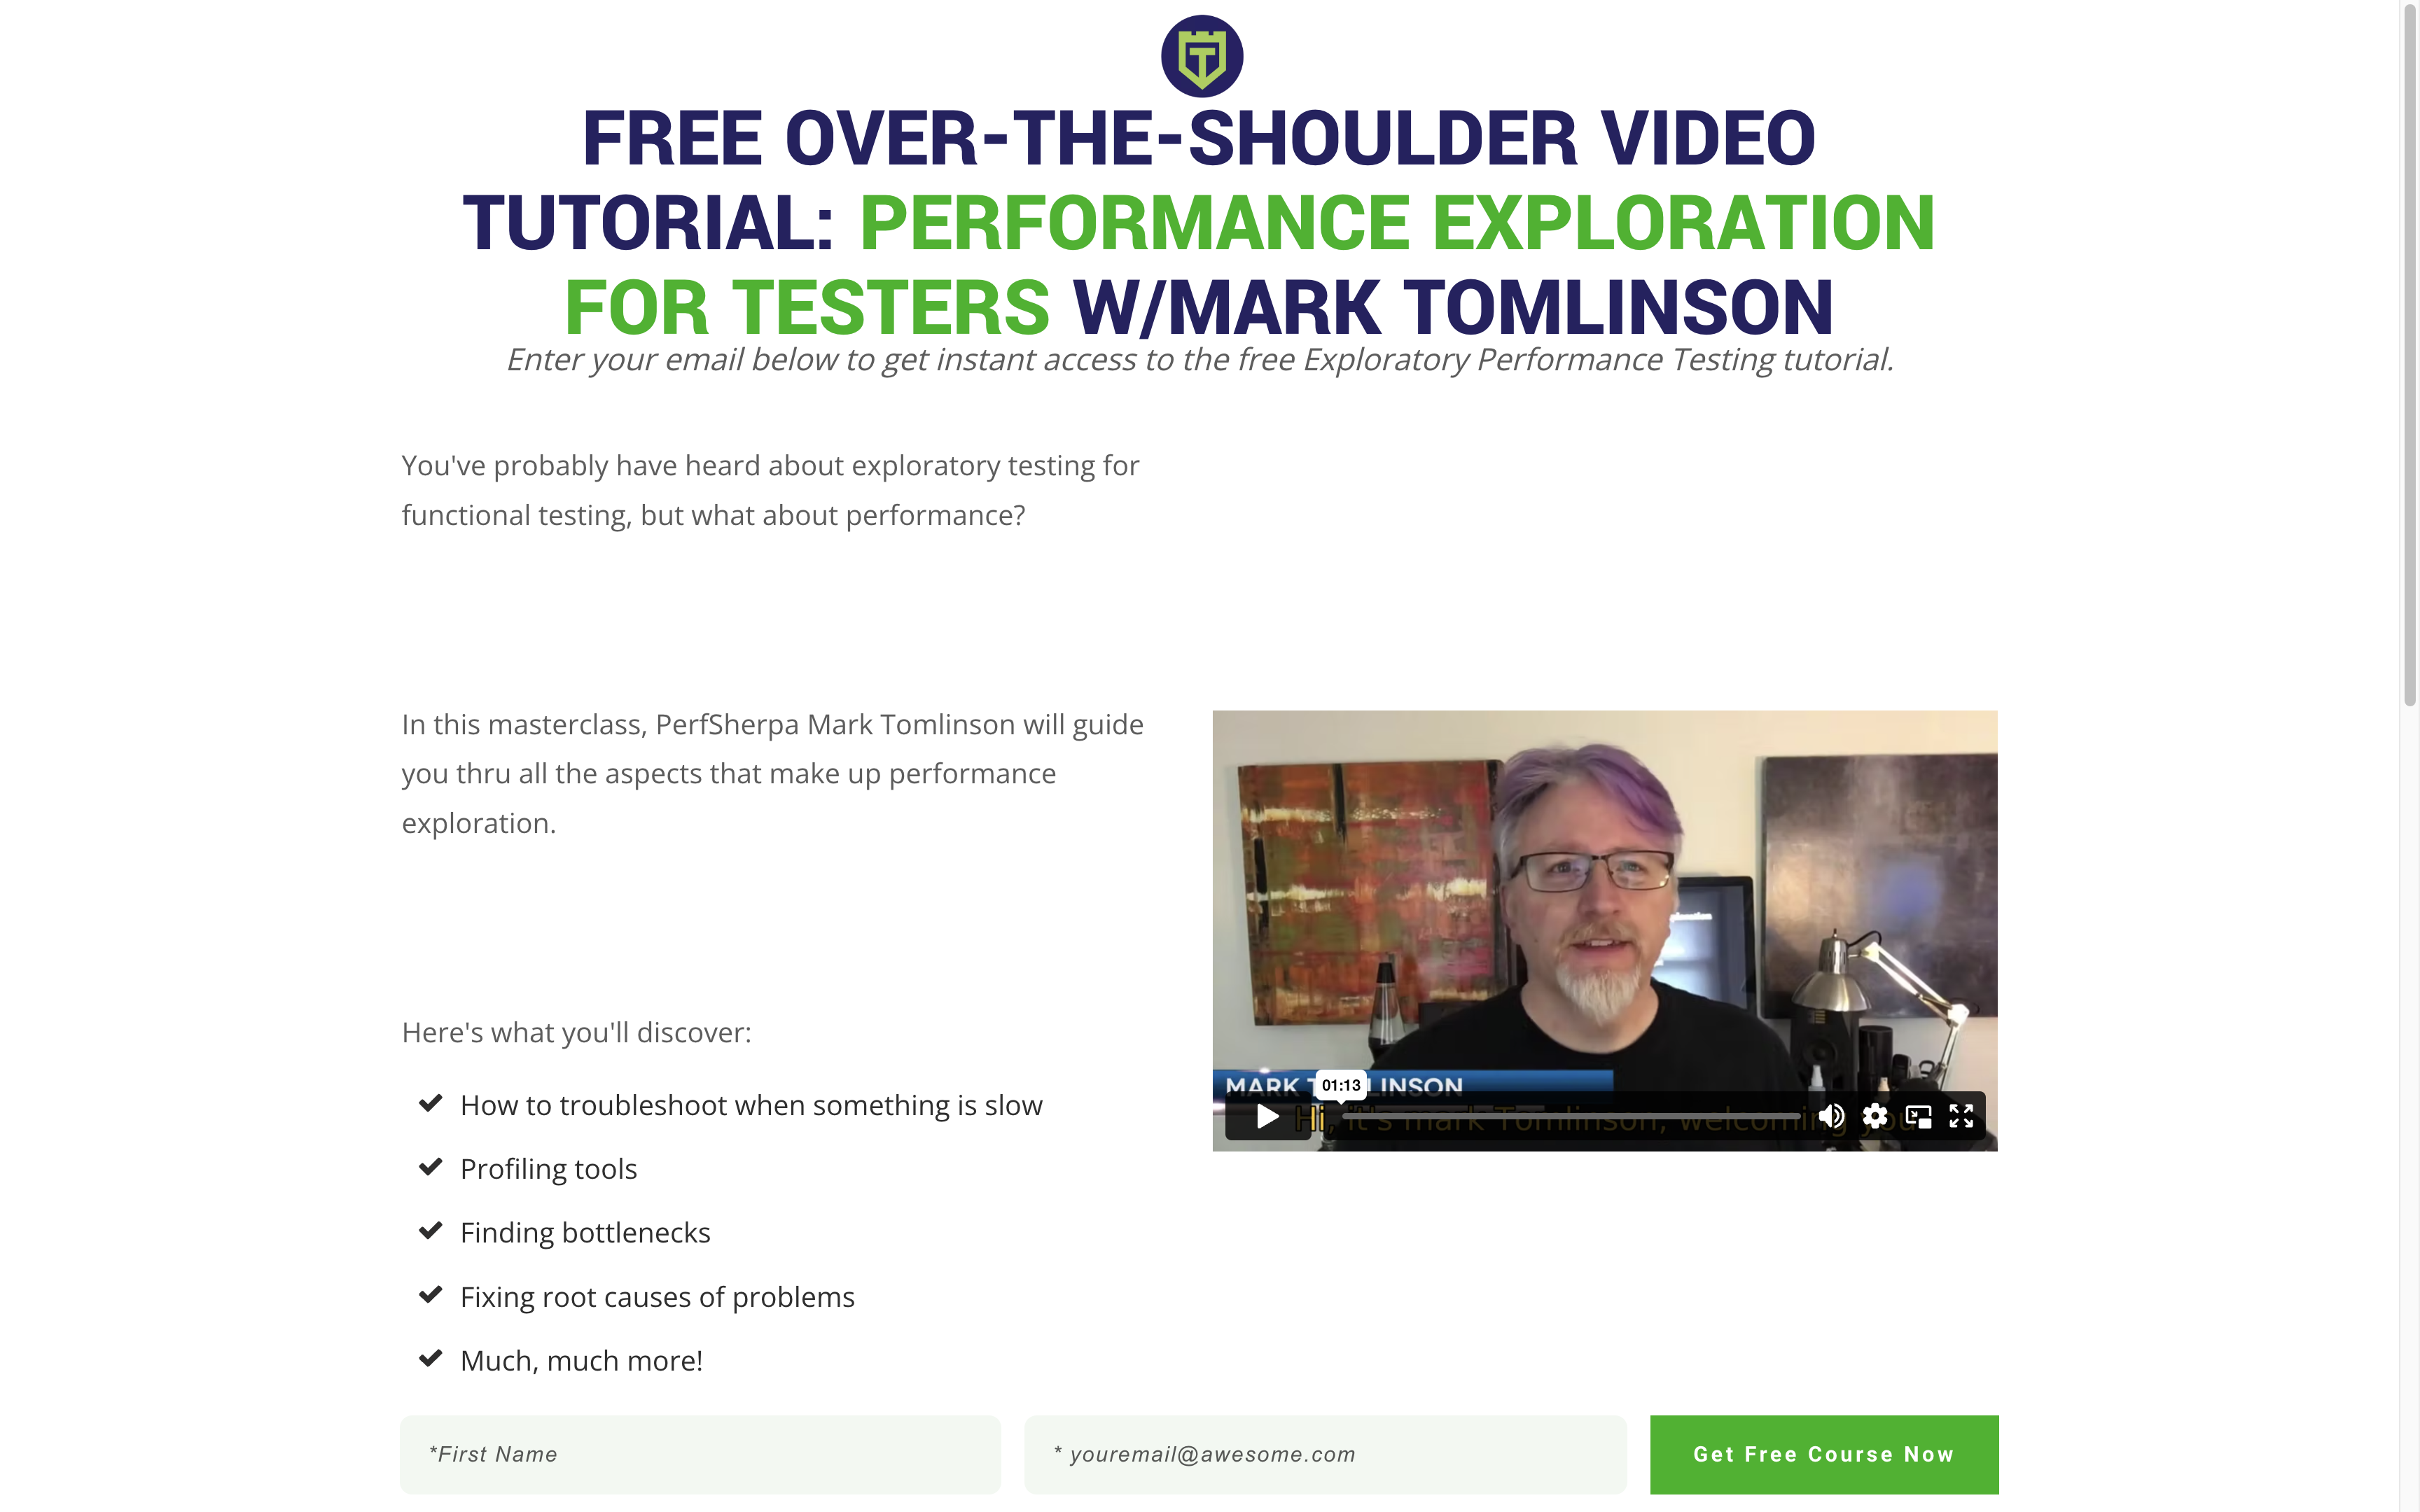 FREE OVER-THE-SHOULDER VIDEO
TUTORIAL: PERFORMANCE EXPLORATION
FOR TESTERS W/MARK TOMLINSON
Enter your email below to get instant access to the free Exploratory Performance Testing tutorial.
You've probably have heard about exploratory testing for
functional testing, but what about performance?
In this masterclass, PerfSherpa Mark Tomlinson will guide
you thru all the aspects that make up performance
exploration.
Here's what you'll discover:
How to troubleshoot when something is slow
Profiling tools
Finding bottlenecks
Fixing root causes of problems
Much, much more!
MARK T LINSON
01:13
Hi, it's mark Tomlinson, welcoming you
*First Name
* youremail@awesome.com
Get Free Course Now